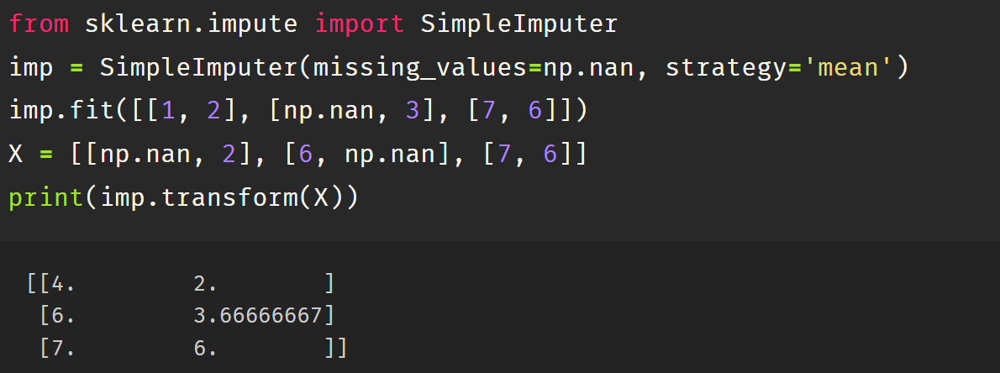 from sklearn.impute import SimpleImputer
imp = SimpleImputer(missing_values=np.nan, strategy='mean')
imp.fit([[1, 2], [np.nan, 3], [7, 6]])
X = [[np.nan, 2], [6, np.nan], [7, 6]]
print(imp.transform(X))
[[4.         2.        ]
 [6.         3.66666667]
 [7.         6.        ]]